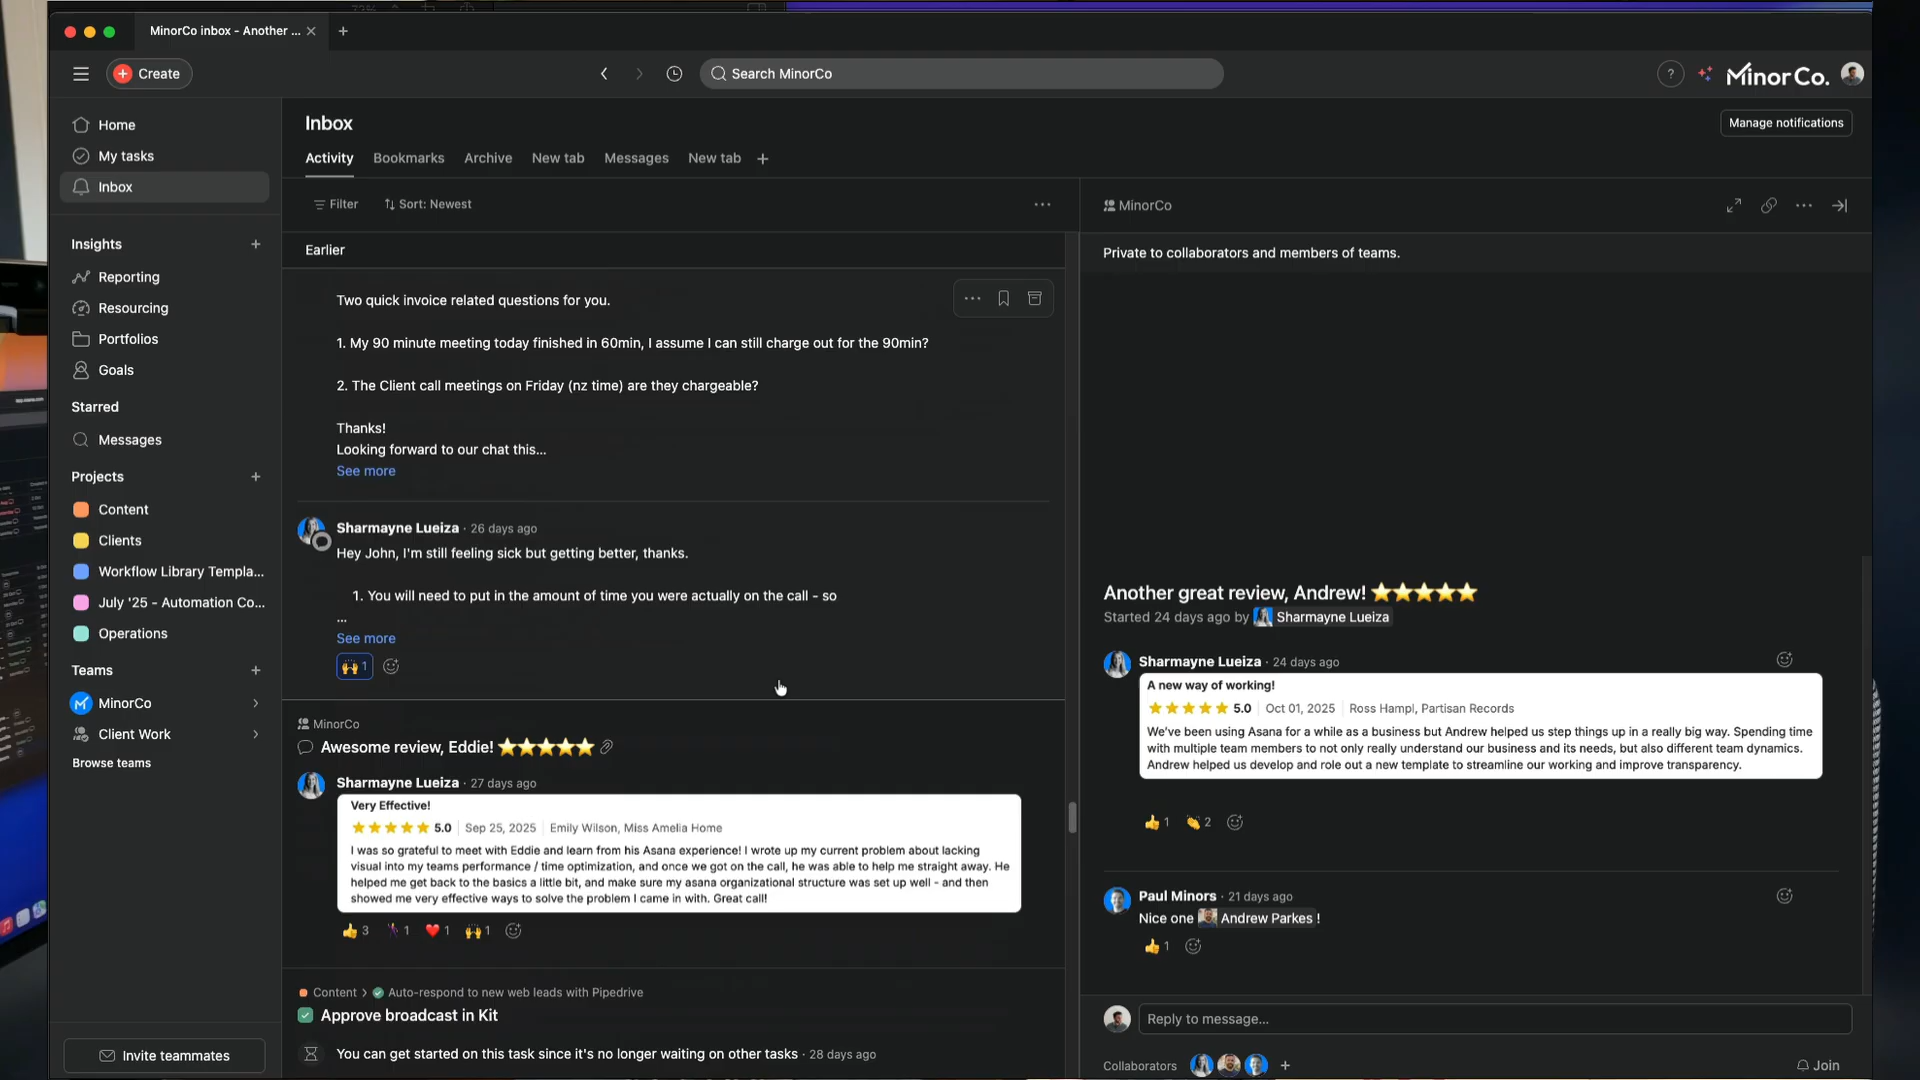 MinorCo inbox - Another ...
Create
Search MinorCo
?
MinorCo.
Home
My tasks
Inbox
Insights
Reporting
Resourcing
Portfolios
Goals
Starred
Messages
Projects
Content
Clients
Workflow Library Templa...
July '25 - Automation Co...
Operations
Teams
MinorCo
Client Work
Browse teams
Invite teammates
Inbox
Manage notifications
Activity
Bookmarks
Archive
New tab
Messages
New tab
Filter
Sort: Newest
Earlier
Two quick invoice related questions for you.
1. My 90 minute meeting today finished in 60min, I assume I can still charge out for the 90min?
2. The Client call meetings on Friday (nz time) are they chargeable?
Thanks!
Looking forward to our chat this...
See more
Sharmayne Lueiza · 26 days ago
Hey John, I'm still feeling sick but getting better, thanks.
1. You will need to put in the amount of time you were actually on the call - so
...
See more
1
MinorCo
Awesome review, Eddie!
Sharmayne Lueiza · 27 days ago
Very Effective!
5.0 | Sep 25, 2025 | Emily Wilson, Miss Amelia Home
I was so grateful to meet with Eddie and learn from his Asana experience! I wrote up my current problem about lacking
visual into my teams performance / time optimization, and once we got on the call, he was able to help me straight away. He
helped me get back to the basics a little bit, and make sure my asana organizational structure was set up well - and then
showed me very effective ways to solve the problem I came in with. Great call!
3 1 1 1
Content > Auto-respond to new web leads with Pipedrive
Approve broadcast in Kit
You can get started on this task since it's no longer waiting on other tasks · 28 days ago
MinorCo
Private to collaborators and members of teams.
Another great review, Andrew!
Started 24 days ago by Sharmayne Lueiza
Sharmayne Lueiza · 24 days ago
A new way of working!
5.0 | Oct 01, 2025 | Ross Hampl, Partisan Records
We've been using Asana for a while as a business but Andrew helped us step things up in a really big way. Spending time
with multiple team members to not only really understand our business and its needs, but also different team dynamics.
Andrew helped us develop and role out a new template to streamline our working and improve transparency.
1 2
Paul Minors · 21 days ago
Nice one Andrew Parkes !
1
Reply to message...
Collaborators
Join